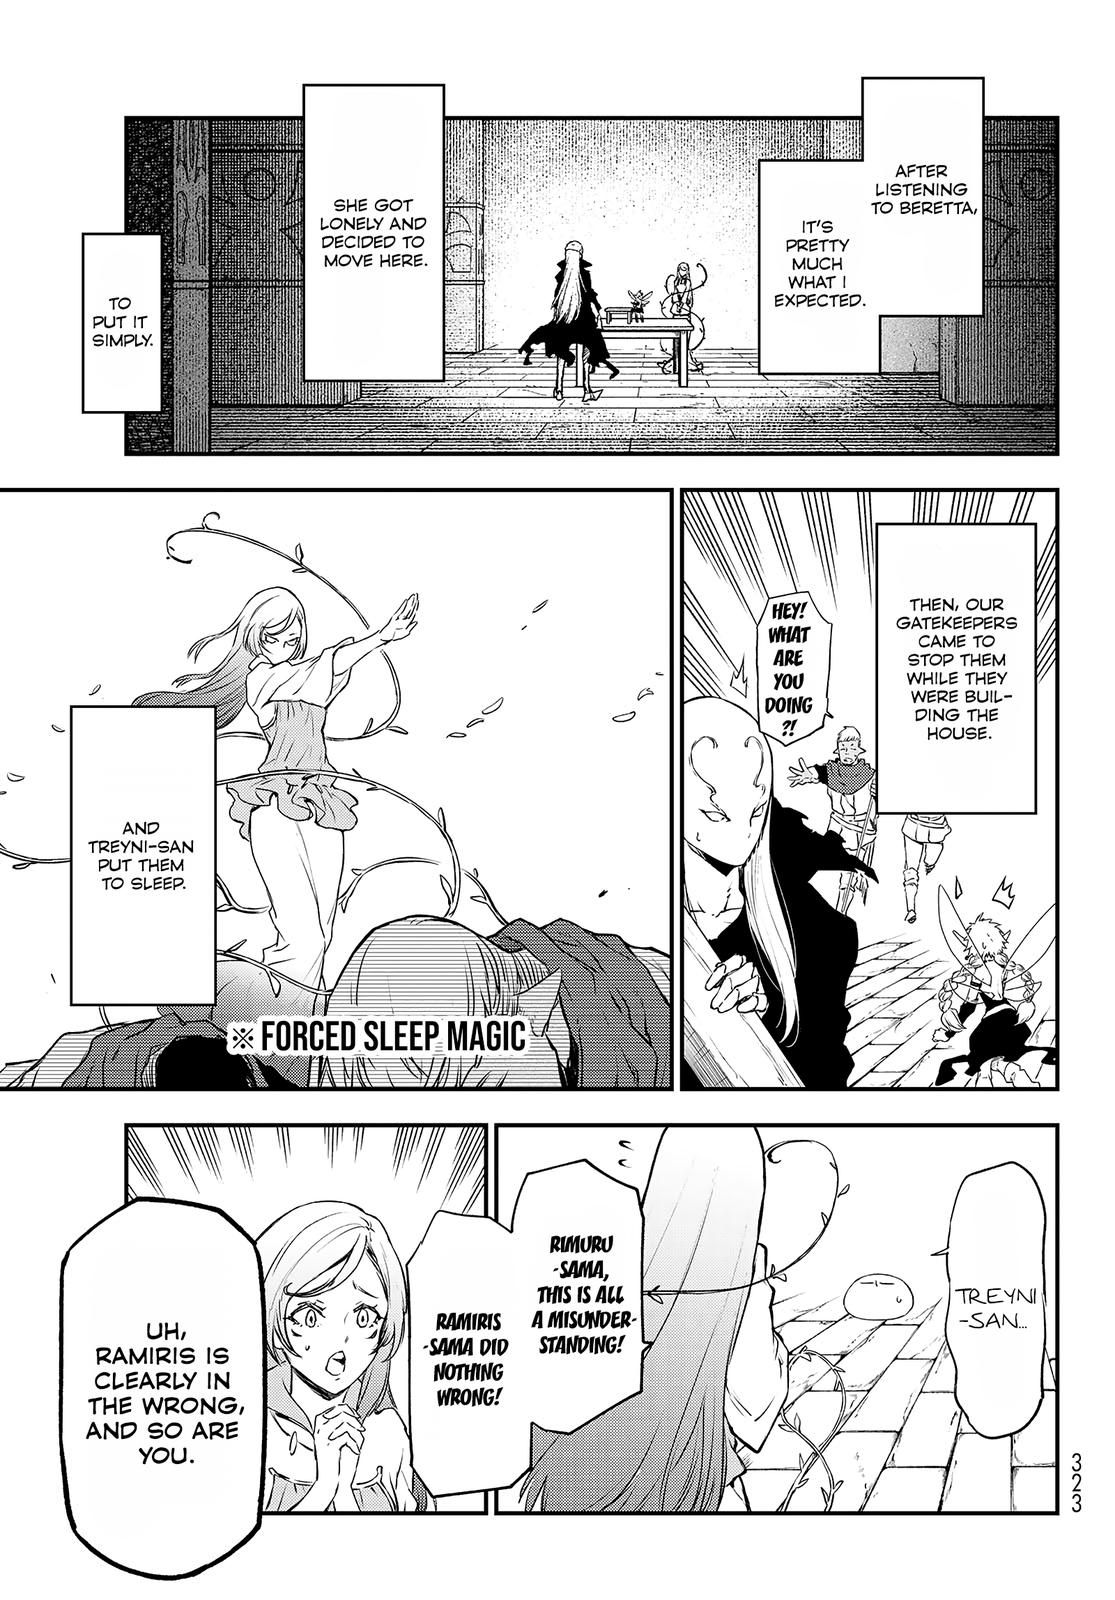 AFTER
LISTENING
TO BERETTA,
IT'S
PRETTY
MUCH
WHAT I
EXPECTED.
SHE GOT
LONELY AND
DECIDED TO
MOVE HERE.
TO
PUT IT
SIMPLY.
THEN, OUR
GATEKEEPERS
CAME TO
STOP THEM
WHILE THEY
WERE BUIL-
DING THE
HOUSE.
HEY!
WHAT
ARE
YOU
DOING
?!
AND
TREYNI-SAN
PUT THEM
TO SLEEP.
※ FORCED SLEEP MAGIC
TREYNI
-SAN...
RIMURU
-SAMA,
THIS IS ALL
A MISUNDER-
STANDING!
RAMIRIS
-SAMA DID
NOTHING
WRONG!
UH,
RAMIRIS IS
CLEARLY IN
THE WRONG,
AND SO ARE
YOU.
323